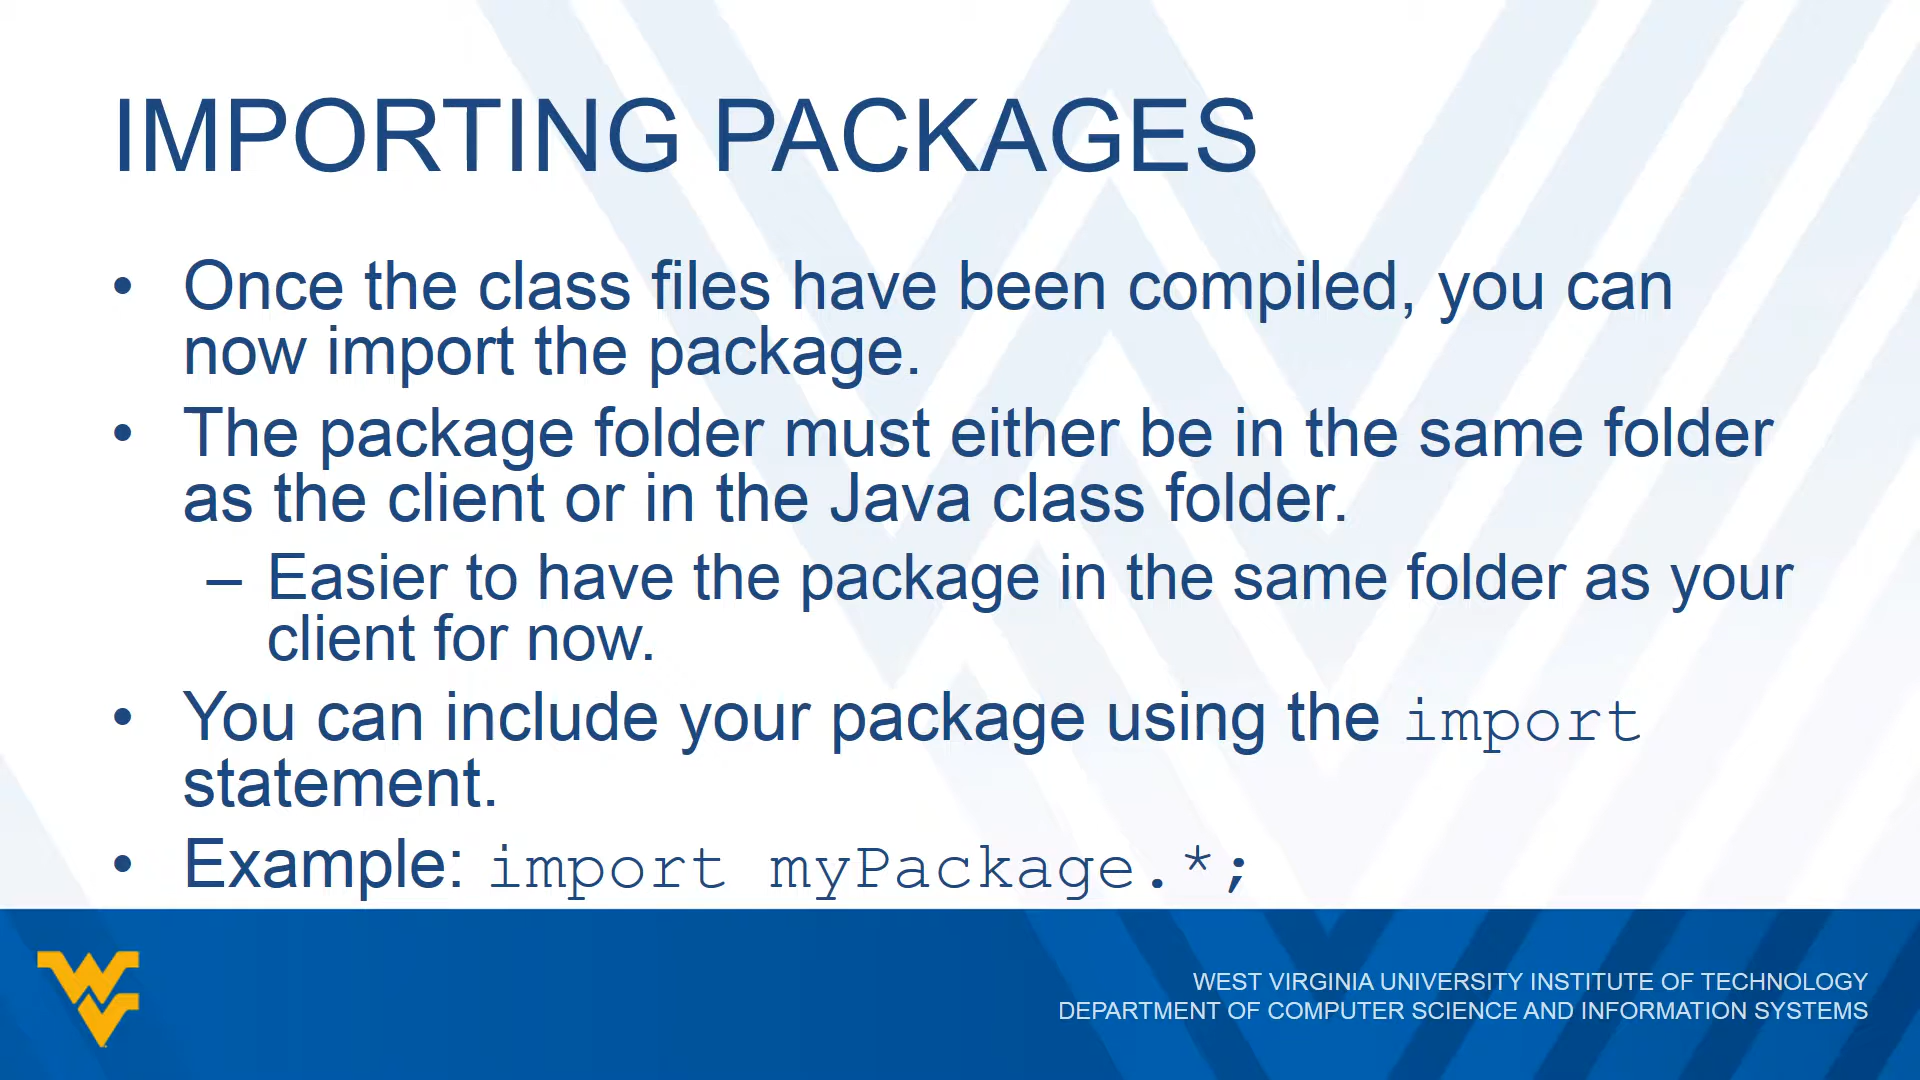 IMPORTING PACKAGES
• Once the class files have been compiled, you can
now import the package.
• The package folder must either be in the same folder
as the client or in the Java class folder.
– Easier to have the package in the same folder as your
client for now.
• You can include your package using the import
statement.
• Example: import myPackage.*;
WEST VIRGINIA UNIVERSITY INSTITUTE OF TECHNOLOGY
DEPARTMENT OF COMPUTER SCIENCE AND INFORMATION SYSTEMS